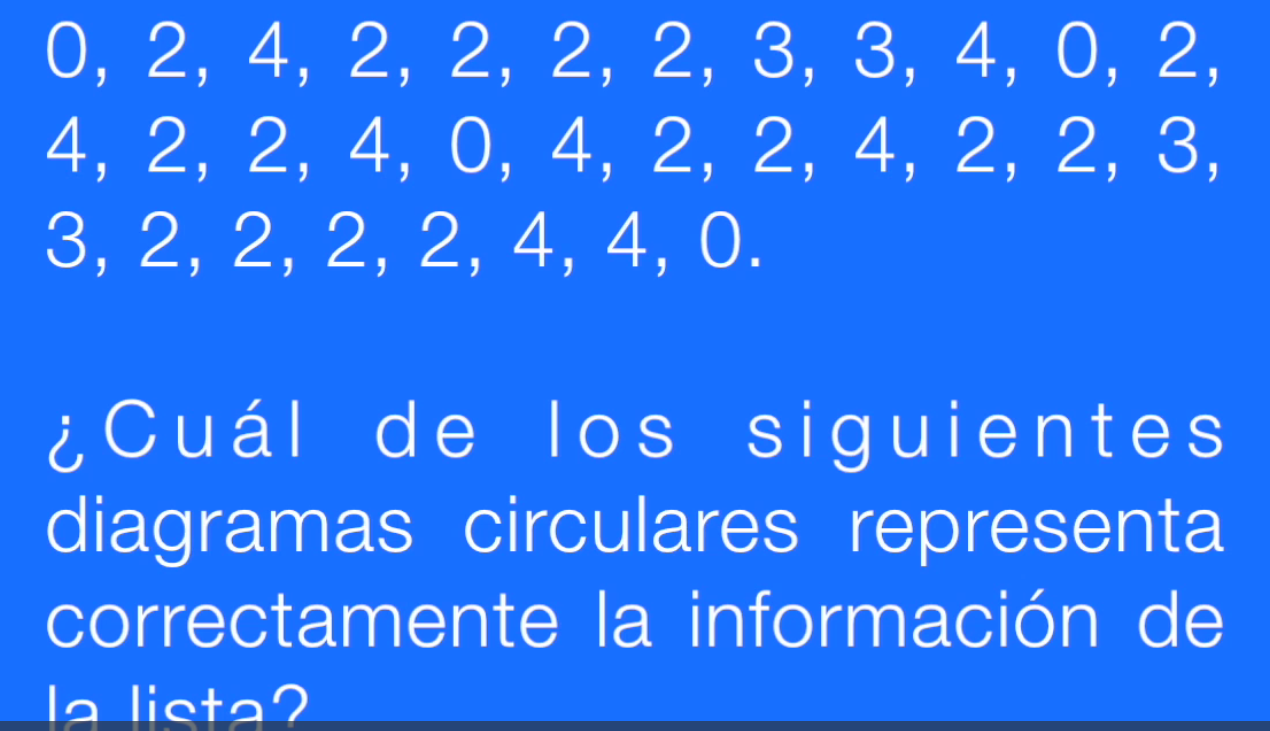 0, 2, 4, 2, 2, 2, 2, 3, 3, 4, 0, 2,
4, 2, 2, 4, 0, 4, 2, 2, 4, 2, 2, 3,
3, 2, 2, 2, 2, 4, 4, 0.
¿Cuál de los siguientes
diagramas circulares representa
correctamente la información de
la lista?